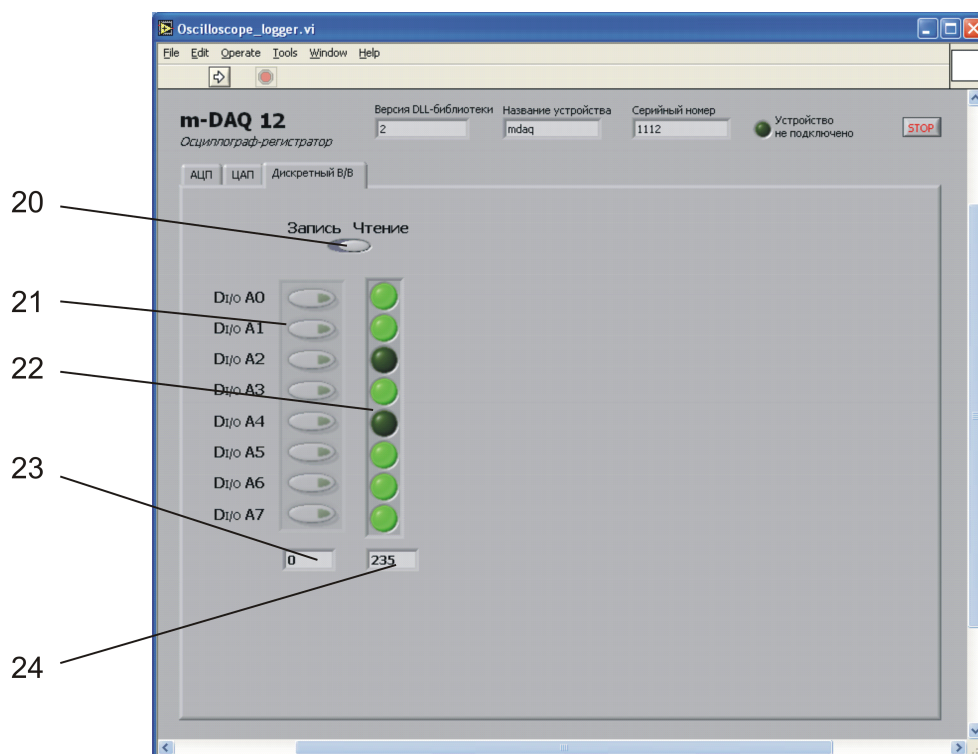 Oscilloscope_logger.vi
File Edit Operate Tools Window Help
m-DAQ 12
Осциллограф-регистратор
Версия DLL-библиотеки
2
Название устройства
mdaq
Серийный номер
1112
Устройство
не подключено
STOP
АЦП ЦАП Дискретный В/В
20
Запись Чтение
21
22
23
24
DI/O A0
DI/O A1
DI/O A2
DI/O A3
DI/O A4
DI/O A5
DI/O A6
DI/O A7
0 235